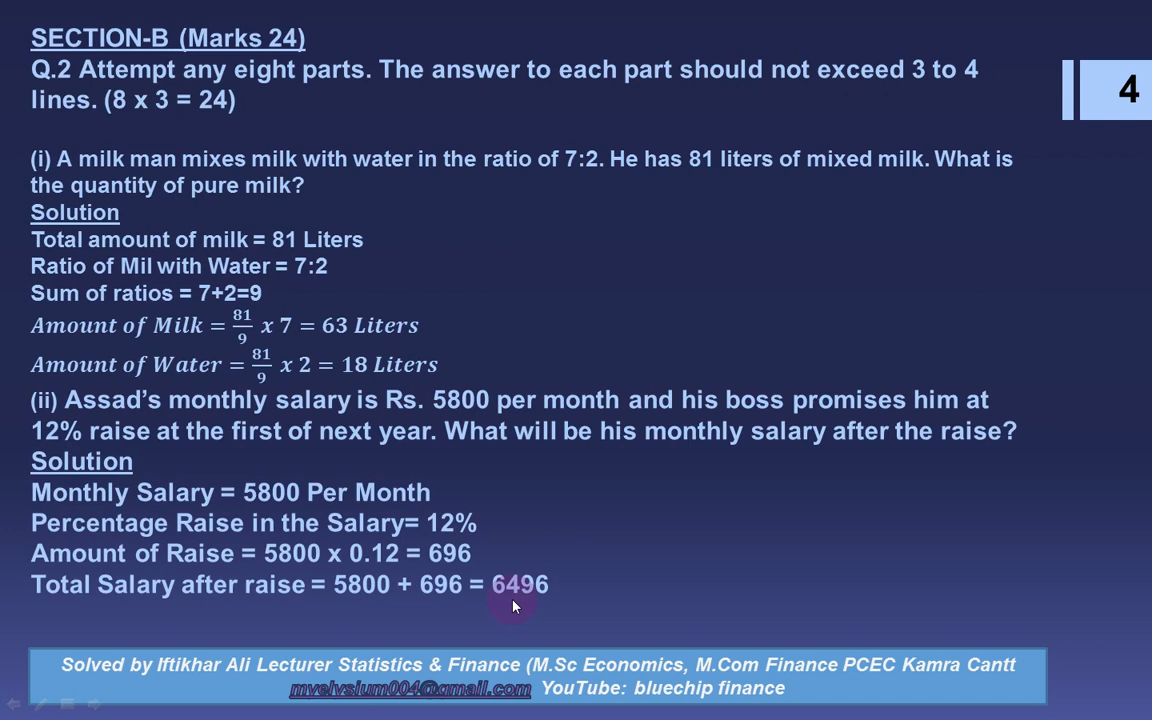 SECTION-B (Marks 24)
Q.2 Attempt any eight parts. The answer to each part should not exceed 3 to 4
lines. (8 x 3 = 24)
4
(i) A milk man mixes milk with water in the ratio of 7:2. He has 81 liters of mixed milk. What is
the quantity of pure milk?
Solution
Total amount of milk = 81 Liters
Ratio of Mil with Water = 7:2
Sum of ratios = 7+2=9
Amount of Milk = 81/9 x 7 = 63 Liters
Amount of Water = 81/9 x 2 = 18 Liters
(ii) Assad's monthly salary is Rs. 5800 per month and his boss promises him at
12% raise at the first of next year. What will be his monthly salary after the raise?
Solution
Monthly Salary = 5800 Per Month
Percentage Raise in the Salary= 12%
Amount of Raise = 5800 x 0.12 = 696
Total Salary after raise = 5800 + 696 = 6496
Solved by Iftikhar Ali Lecturer Statistics & Finance (M.Sc Economics, M.Com Finance PCEC Kamra Cantt
myelysium004@gmail.com YouTube: bluechip finance